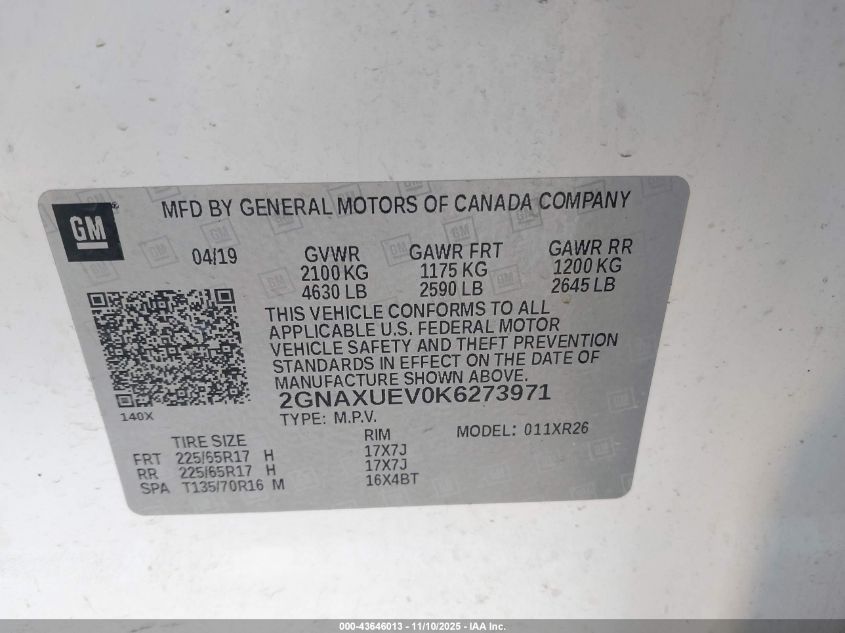 GM
MFD BY GENERAL MOTORS OF CANADA COMPANY
04/19 GVWR GAWR FRT GAWR RR
2100 KG 1175 KG 1200 KG
4630 LB 2590 LB 2645 LB
THIS VEHICLE CONFORMS TO ALL
APPLICABLE U.S. FEDERAL MOTOR
VEHICLE SAFETY AND THEFT PREVENTION
STANDARDS IN EFFECT ON THE DATE OF
MANUFACTURE SHOWN ABOVE.
2GNAXUEV0K6273971
140X
TYPE: M.P.V.
MODEL: 011XR26
TIRE SIZE RIM
FRT 225/65R17 H 17X7J
RR 225/65R17 H 17X7J
SPA T135/70R16 M 16X4BT
000-43646013 - 11/10/2025 - IAA Inc.